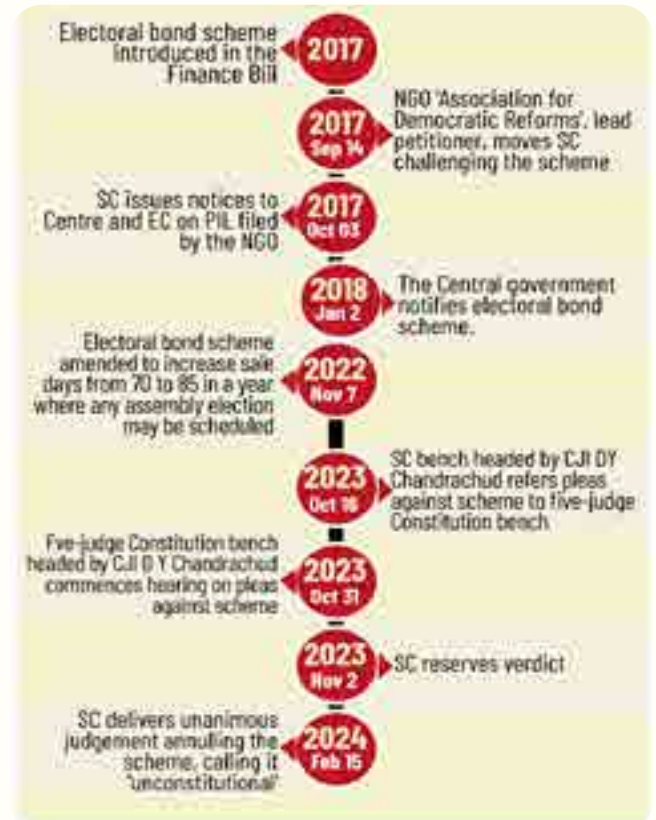 Electoral bond scheme
introduced in the
Finance Bill
2017
2017
Sep 14
NGO 'Association for
Democratic Reforms', lead
petitioner, moves SC
challenging the scheme
SC issues notices to
Centre and EC on PIL filed
by the NGO
2017
Oct 03
2018
Jan 2
The Central government
notifies electoral bond
scheme.
Electoral bond scheme
amended to increase sale
days from 70 to 85 in a year
where any assembly election
may be scheduled
2022
Nov 7
2023
Oct 16
SC bench headed by CJI DY
Chandrachud refers pleas
against scheme to five-judge
Constitution bench
Fve-judge Constitution bench
headed by CJI D Y Chandrachud
commences hearing on pleas
against scheme
2023
Oct 31
2023
Nov 2
SC reserves verdict
SC delivers unanimous
judgement annulling the
scheme, calling it
'unconstitutional'
2024
Feb 15